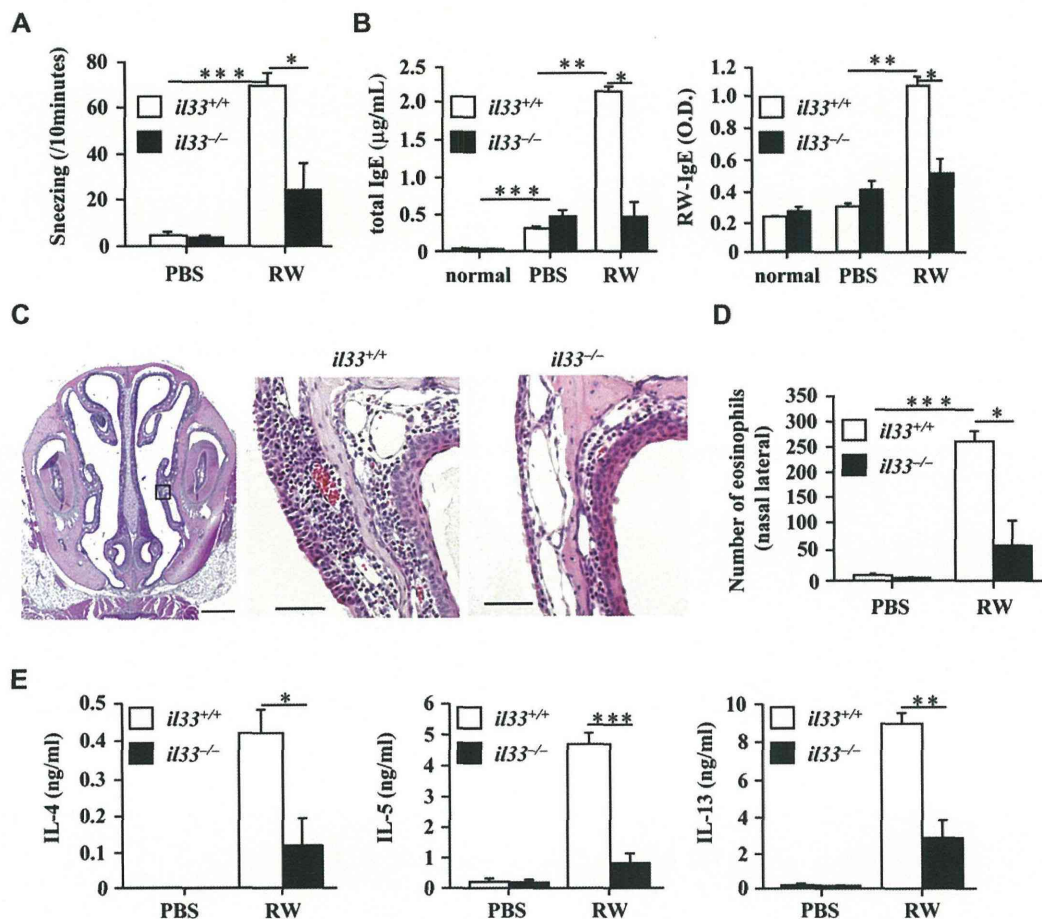 A
Sneezing (/10minutes)
80
60
40
20
0
***
*
il33+/+
il33−/−
PBS
RW
B
total IgE (µg/mL)
2.5
2.0
1.5
1.0
0.5
0
**
*
***
il33+/+
il33−/−
normal
PBS
RW
RW-IgE (O.D.)
1.2
1.0
0.8
0.6
0.4
0.2
0
**
*
il33+/+
il33−/−
normal
PBS
RW
C
il33+/+
il33−/−
D
Number of eosinophils
(nasal lateral)
350
300
250
200
150
100
50
0
***
*
il33+/+
il33−/−
PBS
RW
E
IL-4 (ng/ml)
0.5
0.4
0.3
0.2
0.1
0
*
il33+/+
il33−/−
PBS
RW
IL-5 (ng/ml)
6
5
4
3
2
1
0
***
il33+/+
il33−/−
PBS
RW
IL-13 (ng/ml)
10
8
6
4
2
0
**
il33+/+
il33−/−
PBS
RW